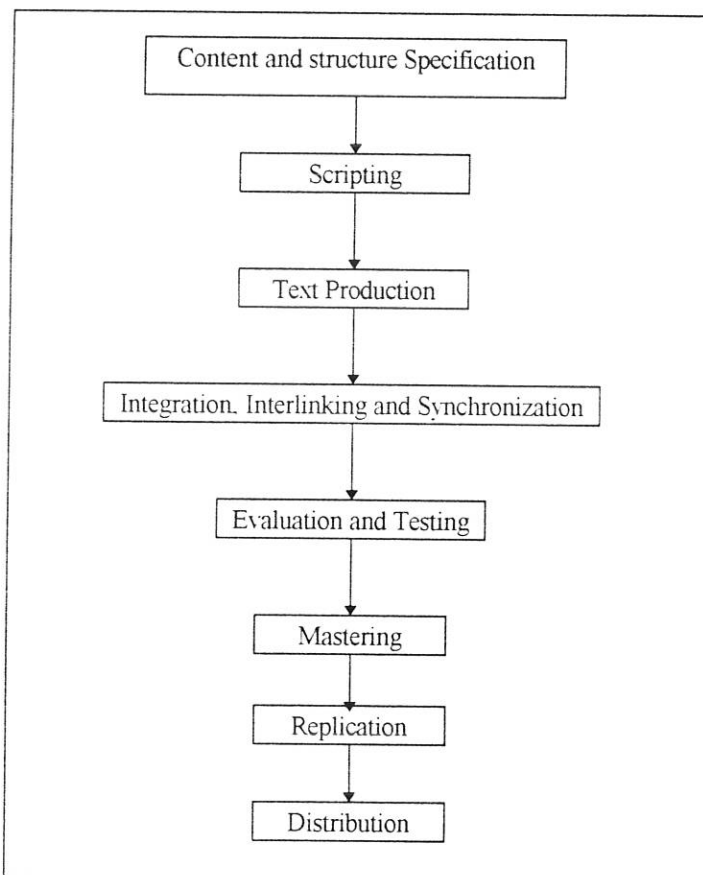 Content and structure Specification
Scripting
Text Production
Integration, Interlinking and Synchronization
Evaluation and Testing
Mastering
Replication
Distribution